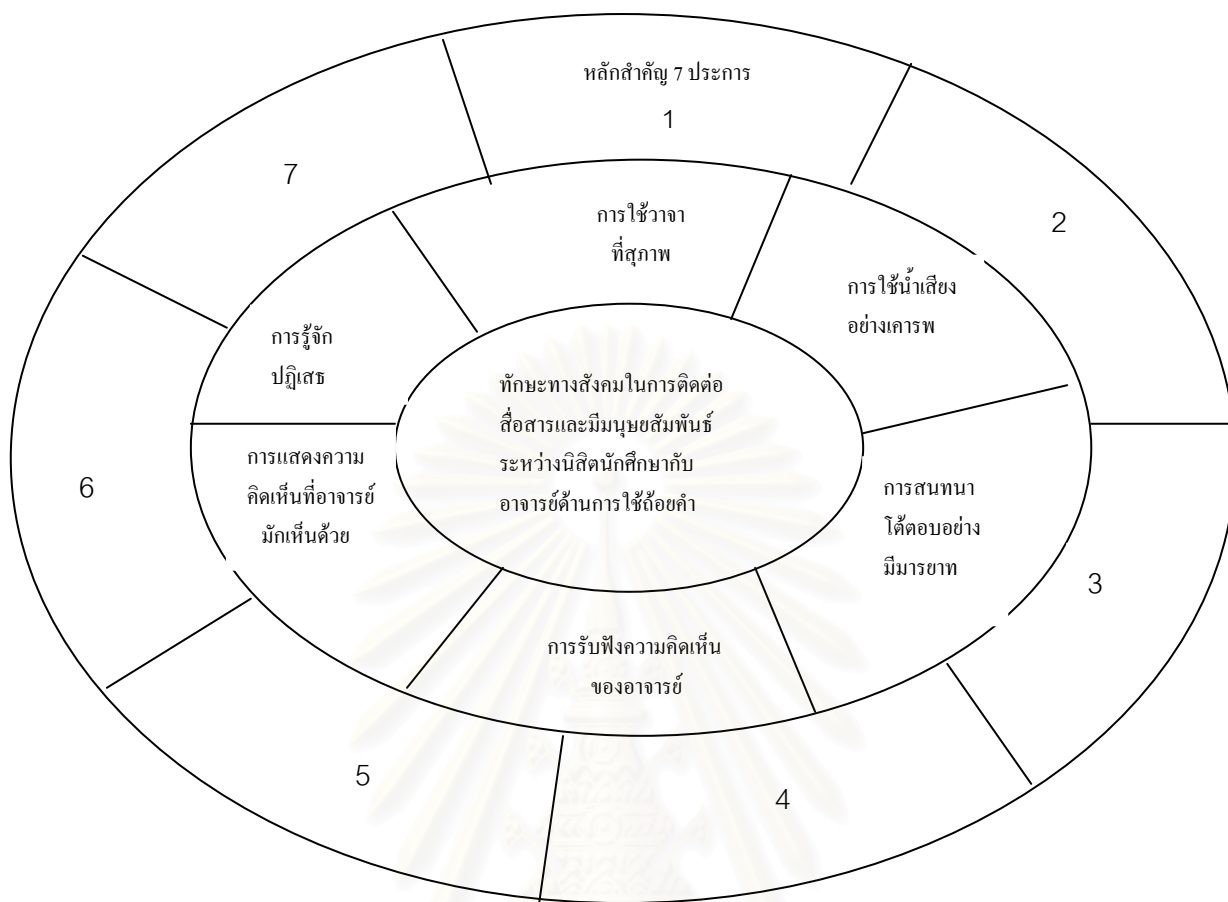 หลักสำคัญ 7 ประการ
1
2
3
4
5
6
7
การใช้วาจา
ที่สุภาพ
การใช้น้ำเสียง
อย่างเคารพ
การสนทนา
โต้ตอบอย่าง
มีมารยาท
การรับฟังความคิดเห็น
ของอาจารย์
การแสดงความ
คิดเห็นที่อาจารย์
มักเห็นด้วย
การรู้จัก
ปฏิเสธ
ทักษะทางสังคมในการติดต่อ
สื่อสารและมีมนุษยสัมพันธ์
ระหว่างนิสิตนักศึกษากับ
อาจารย์ด้านการใช้ถ้อยคำ